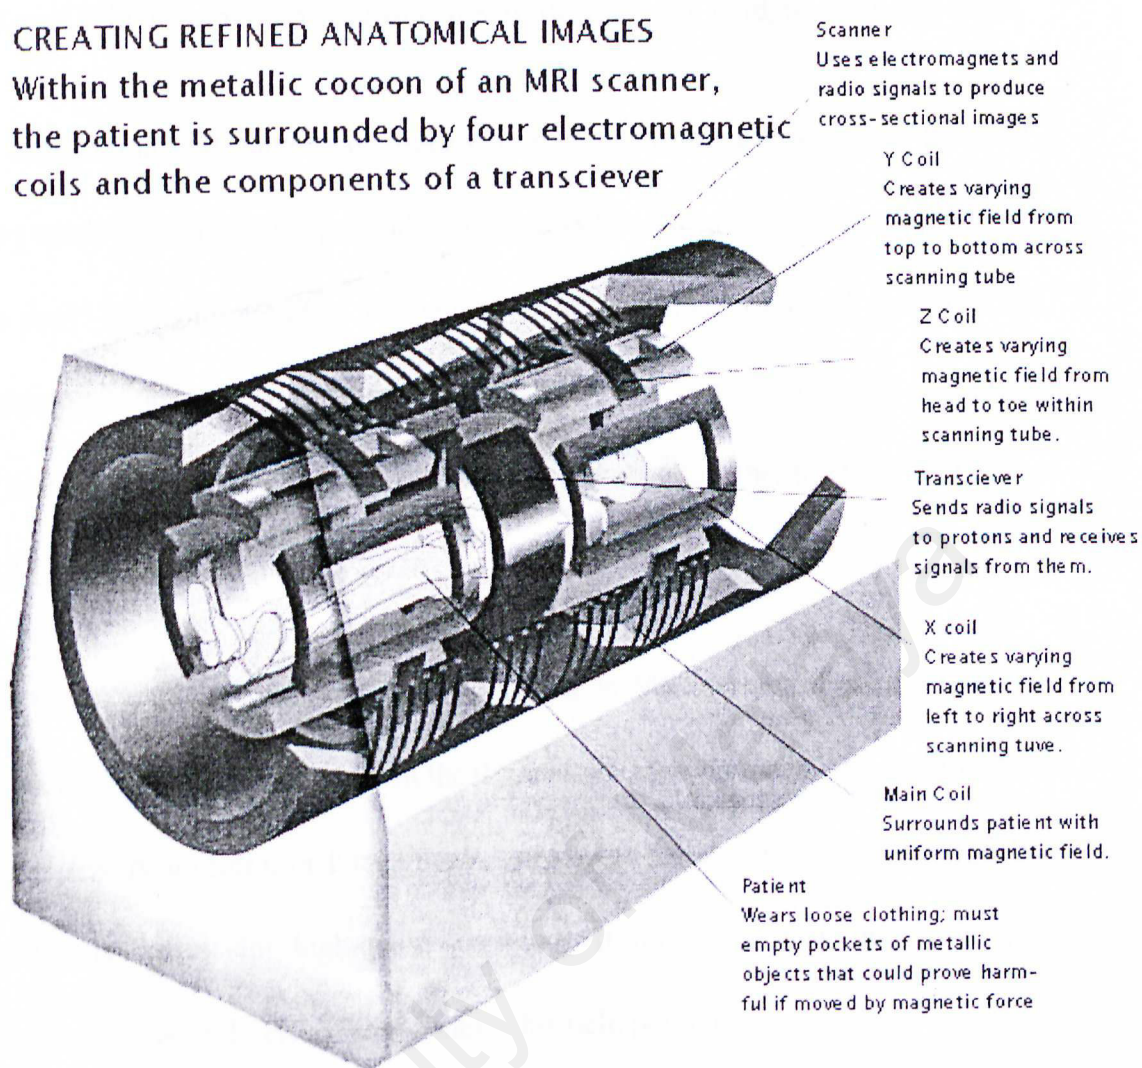 CREATING REFINED ANATOMICAL IMAGES
Within the metallic cocoon of an MRI scanner,
the patient is surrounded by four electromagnetic
coils and the components of a transciever
Scanner
Uses electromagnets and
radio signals to produce
cross-sectional images
Y Coil
Creates varying
magnetic field from
top to bottom across
scanning tube
Z Coil
Creates varying
magnetic field from
head to toe within
scanning tube.
Transciever
Sends radio signals
to protons and receives
signals from them.
X coil
Creates varying
magnetic field from
left to right across
scanning tuve.
Main Coil
Surrounds patient with
uniform magnetic field.
Patient
Wears loose clothing; must
empty pockets of metallic
objects that could prove harm-
ful if moved by magnetic force